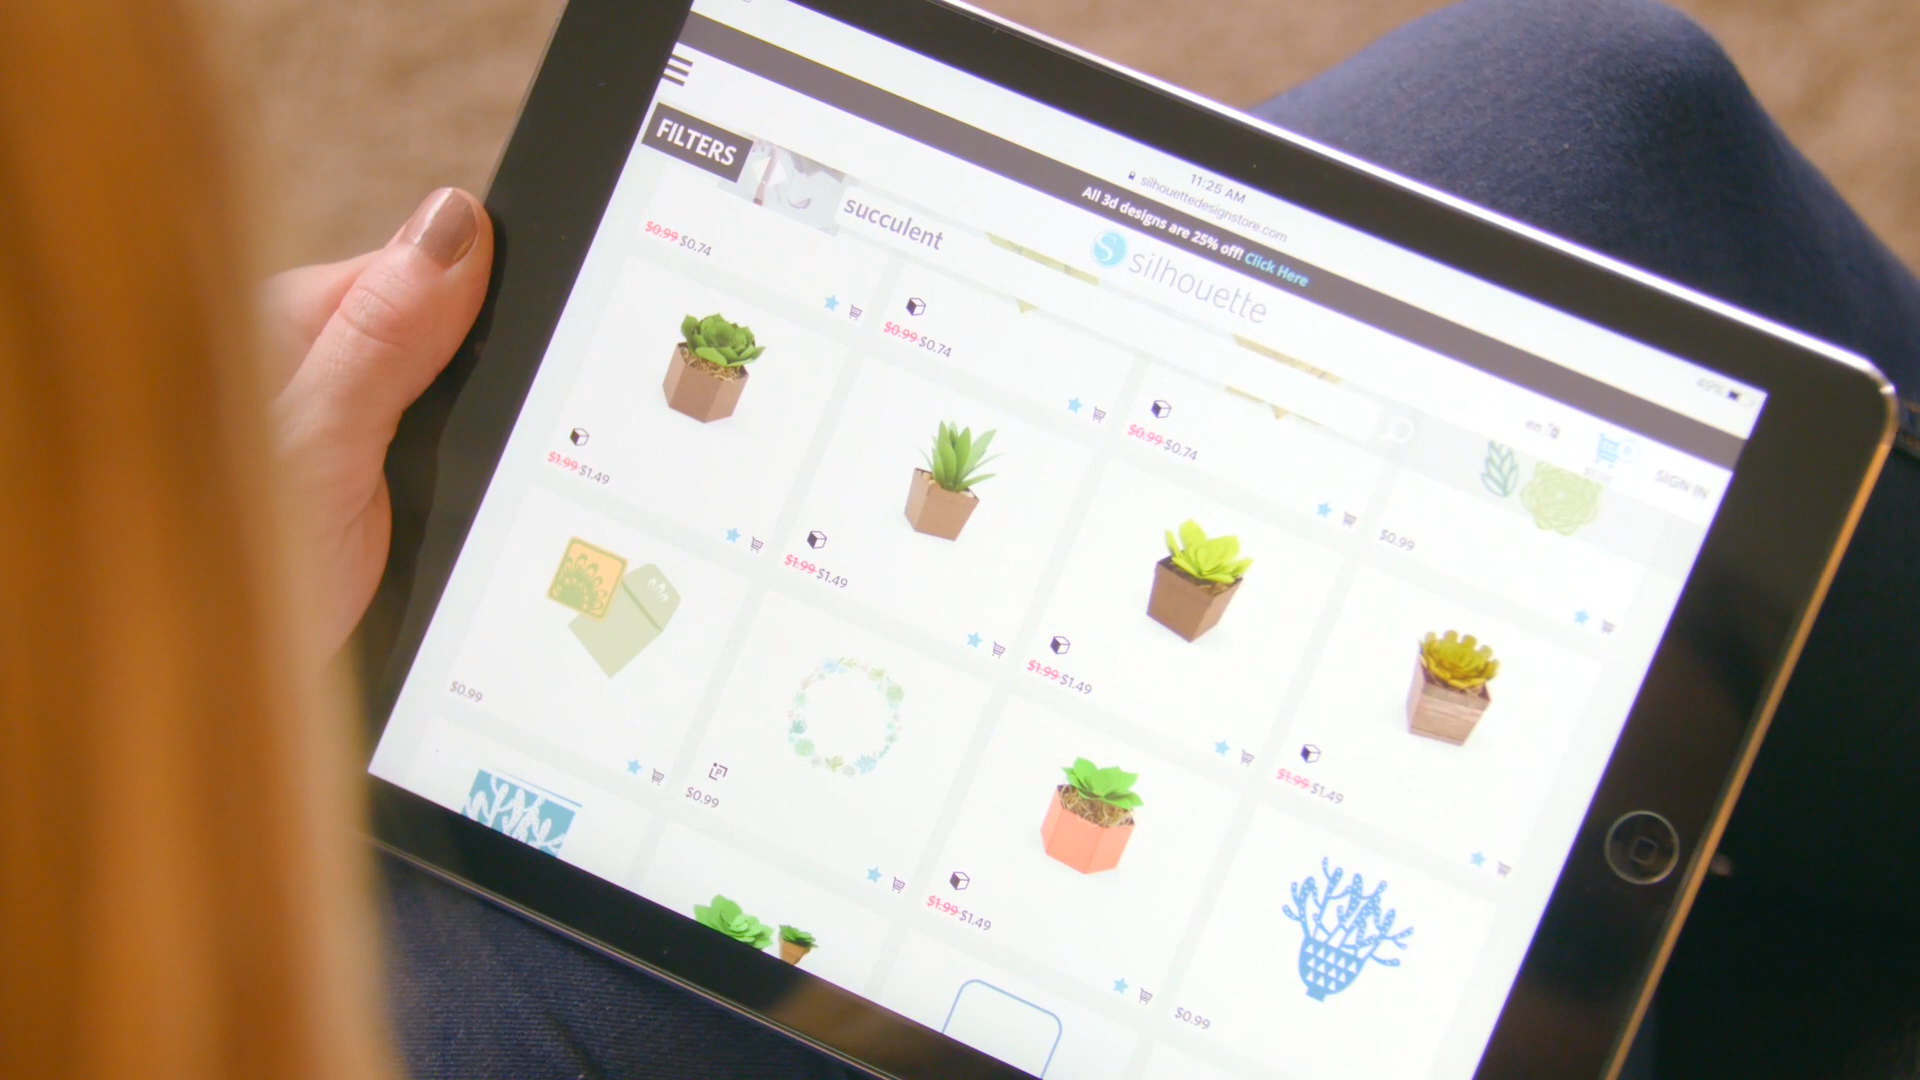 11:25 AM
silhouettedesignstore.com
49%
All 3d designs are 25% off! Click Here
FILTERS
succulent
S silhouette
en
SIGN IN
$0.99 $0.74
$0.99 $0.74
$0.99 $0.74
$0.99
$1.99 $1.49
$1.99 $1.49
$1.99 $1.49
$1.99 $1.49
$0.99
P
$0.99
$1.99 $1.49
$0.99